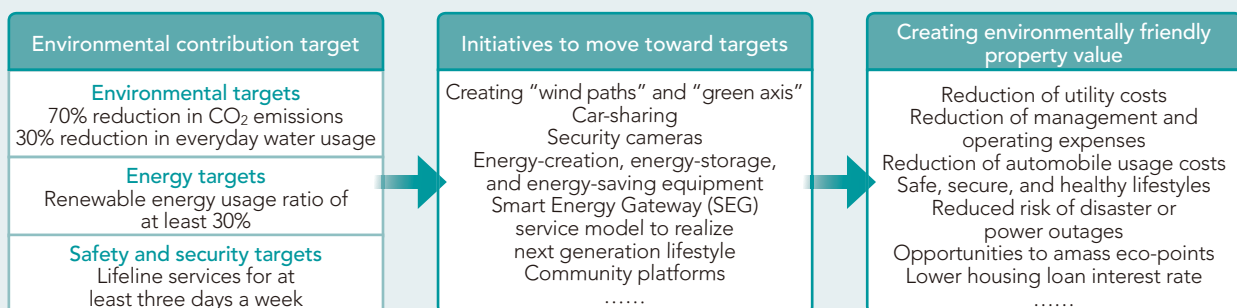 Environmental contribution target
Environmental targets
70% reduction in CO₂ emissions
30% reduction in everyday water usage
Energy targets
Renewable energy usage ratio of
at least 30%
Safety and security targets
Lifeline services for at
least three days a week
Initiatives to move toward targets
Creating “wind paths” and “green axis”
Car-sharing
Security cameras
Energy-creation, energy-storage,
and energy-saving equipment
Smart Energy Gateway (SEG)
service model to realize
next generation lifestyle
Community platforms
……
Creating environmentally friendly
property value
Reduction of utility costs
Reduction of management and
operating expenses
Reduction of automobile usage costs
Safe, secure, and healthy lifestyles
Reduced risk of disaster or
power outages
Opportunities to amass eco-points
Lower housing loan interest rate
……